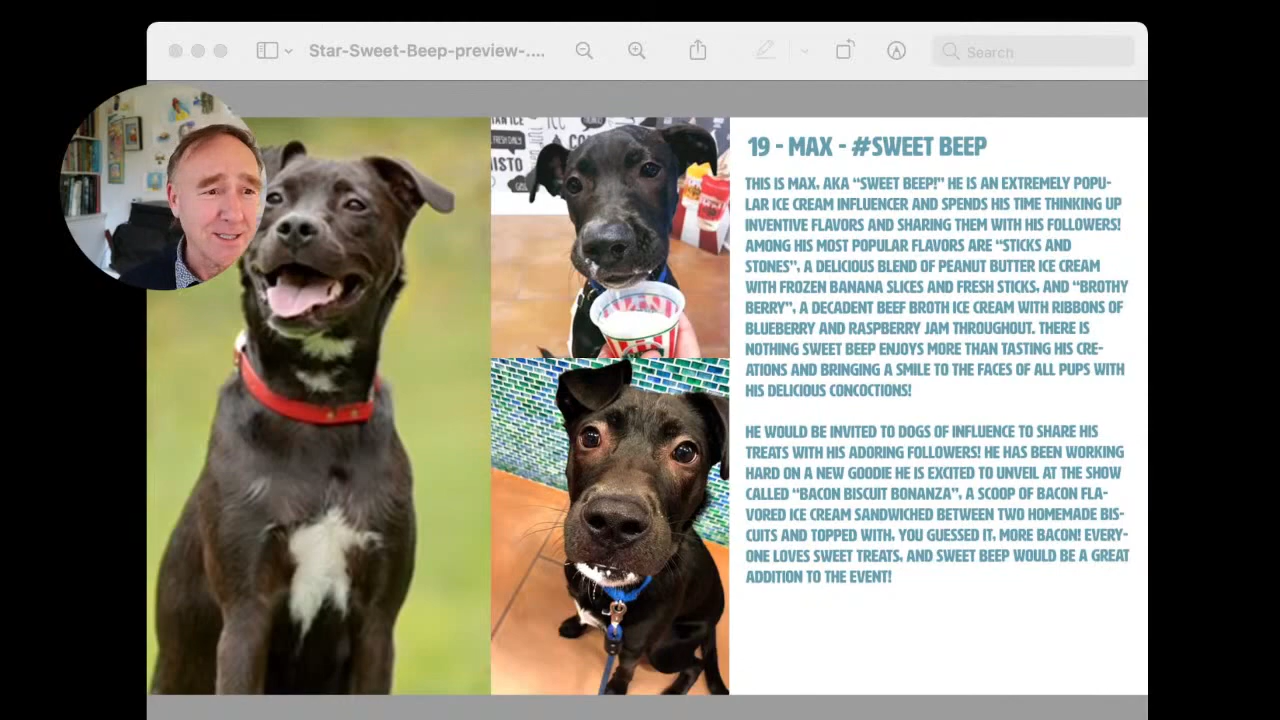 Star-Sweet-Beep-preview-....
Search
19 - MAX - #SWEET BEEP
THIS IS MAX, AKA “SWEET BEEP!” HE IS AN EXTREMELY POPU-
LAR ICE CREAM INFLUENCER AND SPENDS HIS TIME THINKING UP
INVENTIVE FLAVORS AND SHARING THEM WITH HIS FOLLOWERS!
AMONG HIS MOST POPULAR FLAVORS ARE “STICKS AND
STONES”, A DELICIOUS BLEND OF PEANUT BUTTER ICE CREAM
WITH FROZEN BANANA SLICES AND FRESH STICKS, AND “BROTHY
BERRY”, A DECADENT BEEF BROTH ICE CREAM WITH RIBBONS OF
BLUEBERRY AND RASPBERRY JAM THROUGHOUT. THERE IS
NOTHING SWEET BEEP ENJOYS MORE THAN TASTING HIS CRE-
ATIONS AND BRINGING A SMILE TO THE FACES OF ALL PUPS WITH
HIS DELICIOUS CONCOCTIONS!
HE WOULD BE INVITED TO DOGS OF INFLUENCE TO SHARE HIS
TREATS WITH HIS ADORING FOLLOWERS! HE HAS BEEN WORKING
HARD ON A NEW GOODIE HE IS EXCITED TO UNVEIL AT THE SHOW
CALLED “BACON BISCUIT BONANZA”, A SCOOP OF BACON FLA-
VORED ICE CREAM SANDWICHED BETWEEN TWO HOMEMADE BIS-
CUITS AND TOPPED WITH, YOU GUESSED IT, MORE BACON! EVERY-
ONE LOVES SWEET TREATS, AND SWEET BEEP WOULD BE A GREAT
ADDITION TO THE EVENT!